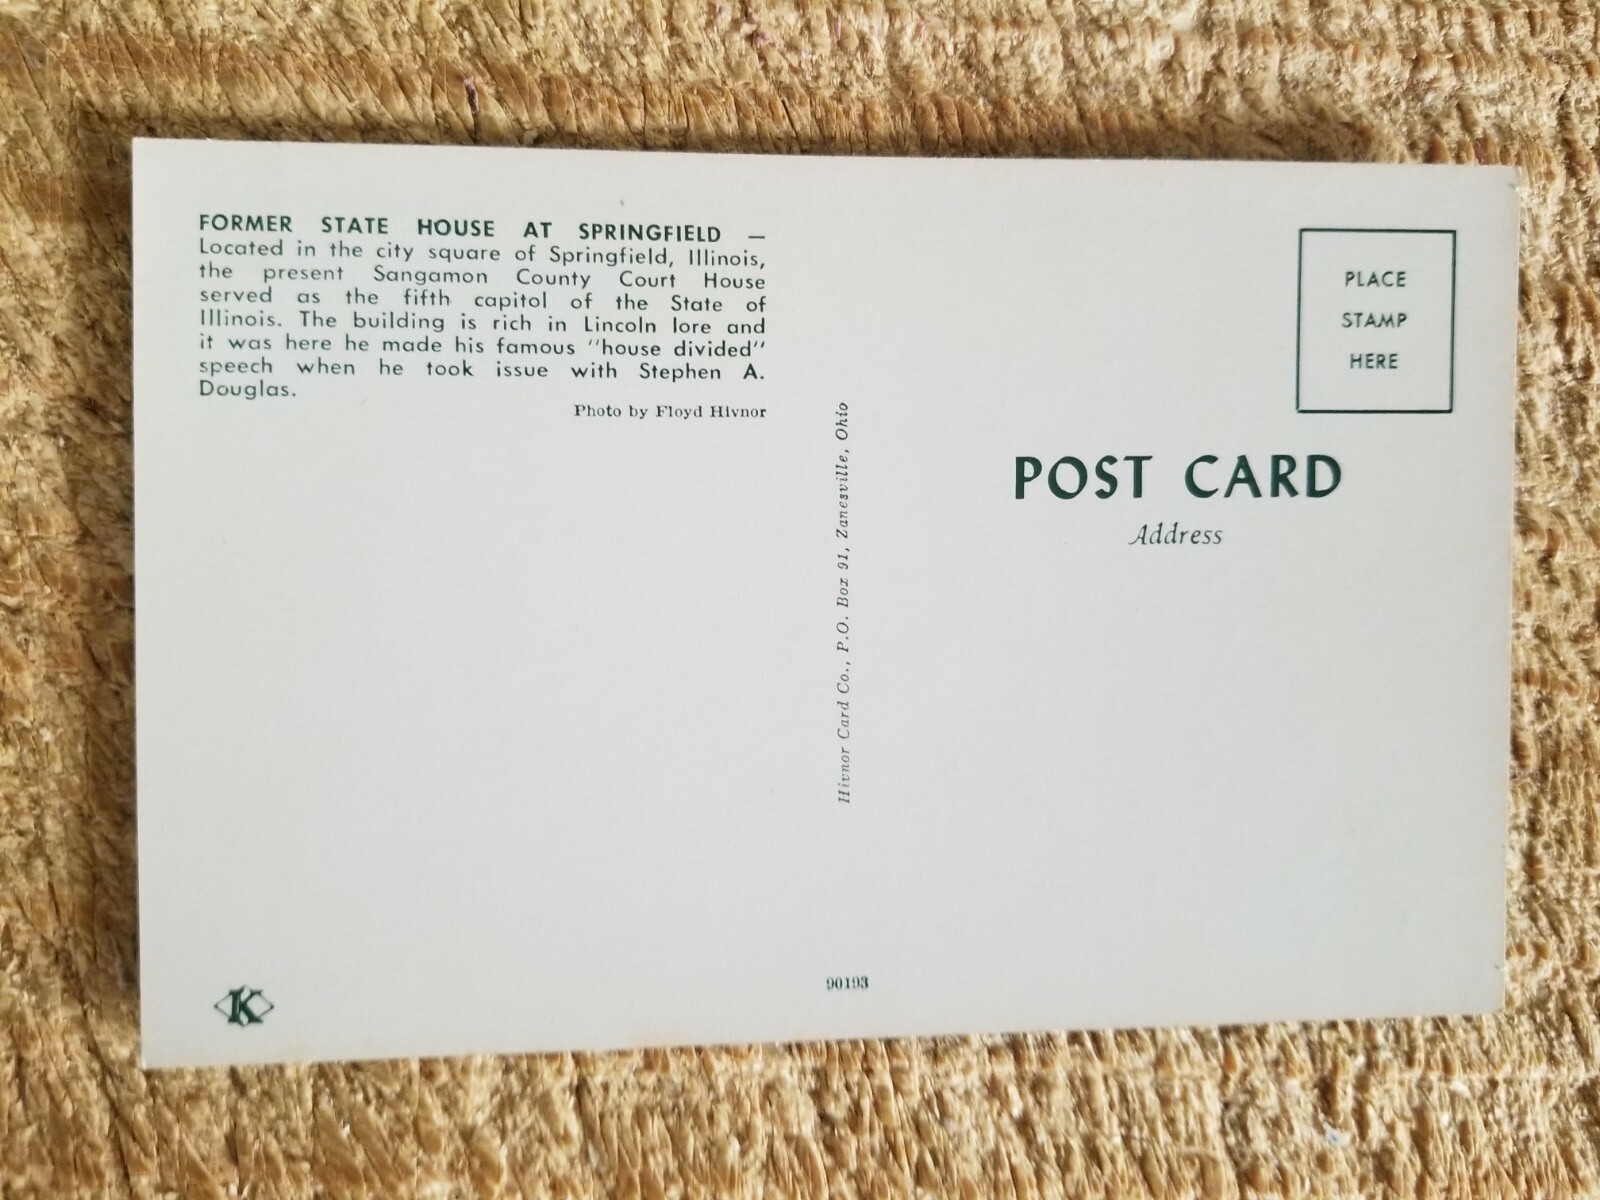 FORMER STATE HOUSE AT SPRINGFIELD —
Located in the city square of Springfield, Illinois,
the present Sangamon County Court House
served as the fifth capitol of the State of
Illinois. The building is rich in Lincoln lore and
it was here he made his famous "house divided"
speech when he took issue with Stephen A.
Douglas.
Photo by Floyd Hivnor
Hivnor Card Co., P.O. Box 91, Zanesville, Ohio
PLACE
STAMP
HERE
POST CARD
Address
K
90193